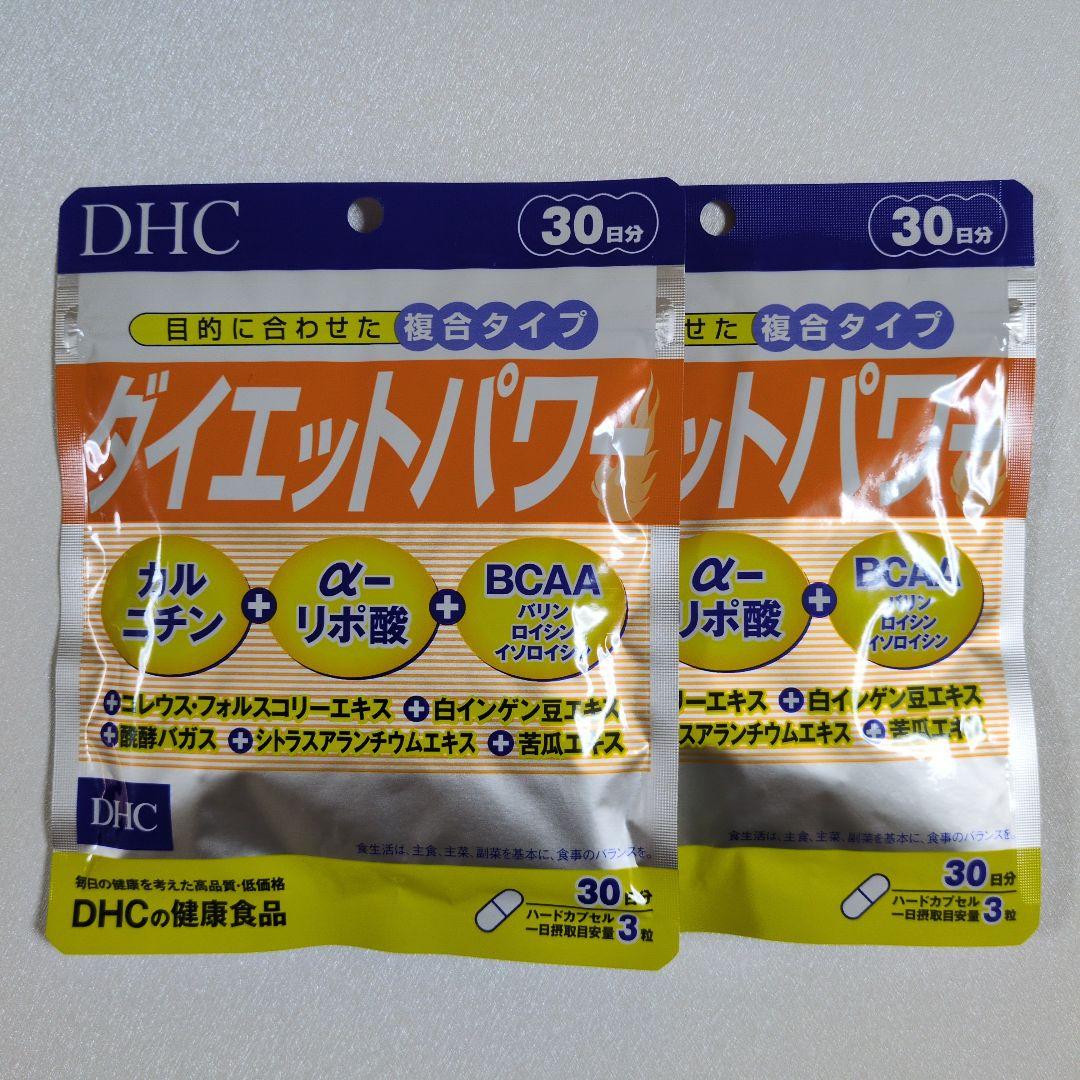 DHC
30日分
目的に合わせた 複合タイプ
ダイエットパワー
カルニチン
+
α-リポ酸
+
BCAA
バリン
ロイシン
イソロイシン
+コレウス・フォルスコリーエキス +白インゲン豆エキス
+醗酵バガス +シトラスアランチウムエキス +苦瓜エキス
DHC
食生活は、主食、主菜、副菜を基本に、食事のバランスを。
毎日の健康を考えた高品質・低価格
DHCの健康食品
30日分
ハードカプセル
一日摂取目安量 3粒
30日分
せた 複合タイプ
ットパワー
α-
リポ酸
+
BCAA
バリン
ロイシン
イソロイシン
リーエキス +白インゲン豆エキス
スアランチウムエキス +苦瓜エキス
食生活は、主食、主菜、副菜を基本に、食事のバランスを
30日分
ハードカプセル
一日摂取目安量 3粒